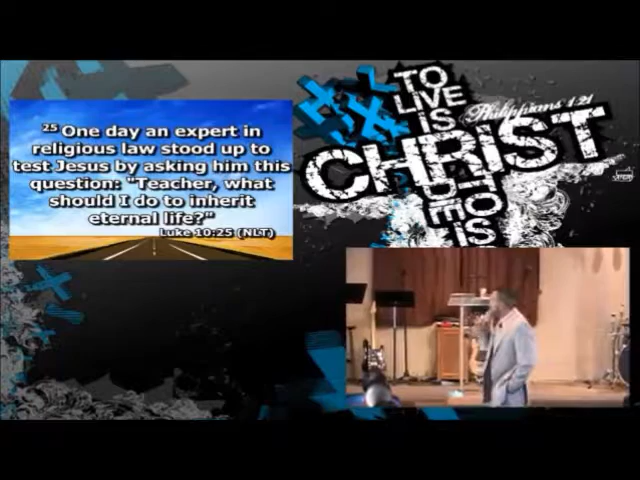 ²⁵ One day an expert in
religious law stood up to
test Jesus by asking him this
question: "Teacher, what
should I do to inherit
eternal life?"
Luke 10:25 (NLT)
TO
LIVE
IS
Philippians 1:21
CHRIST
TO
DIE
IS